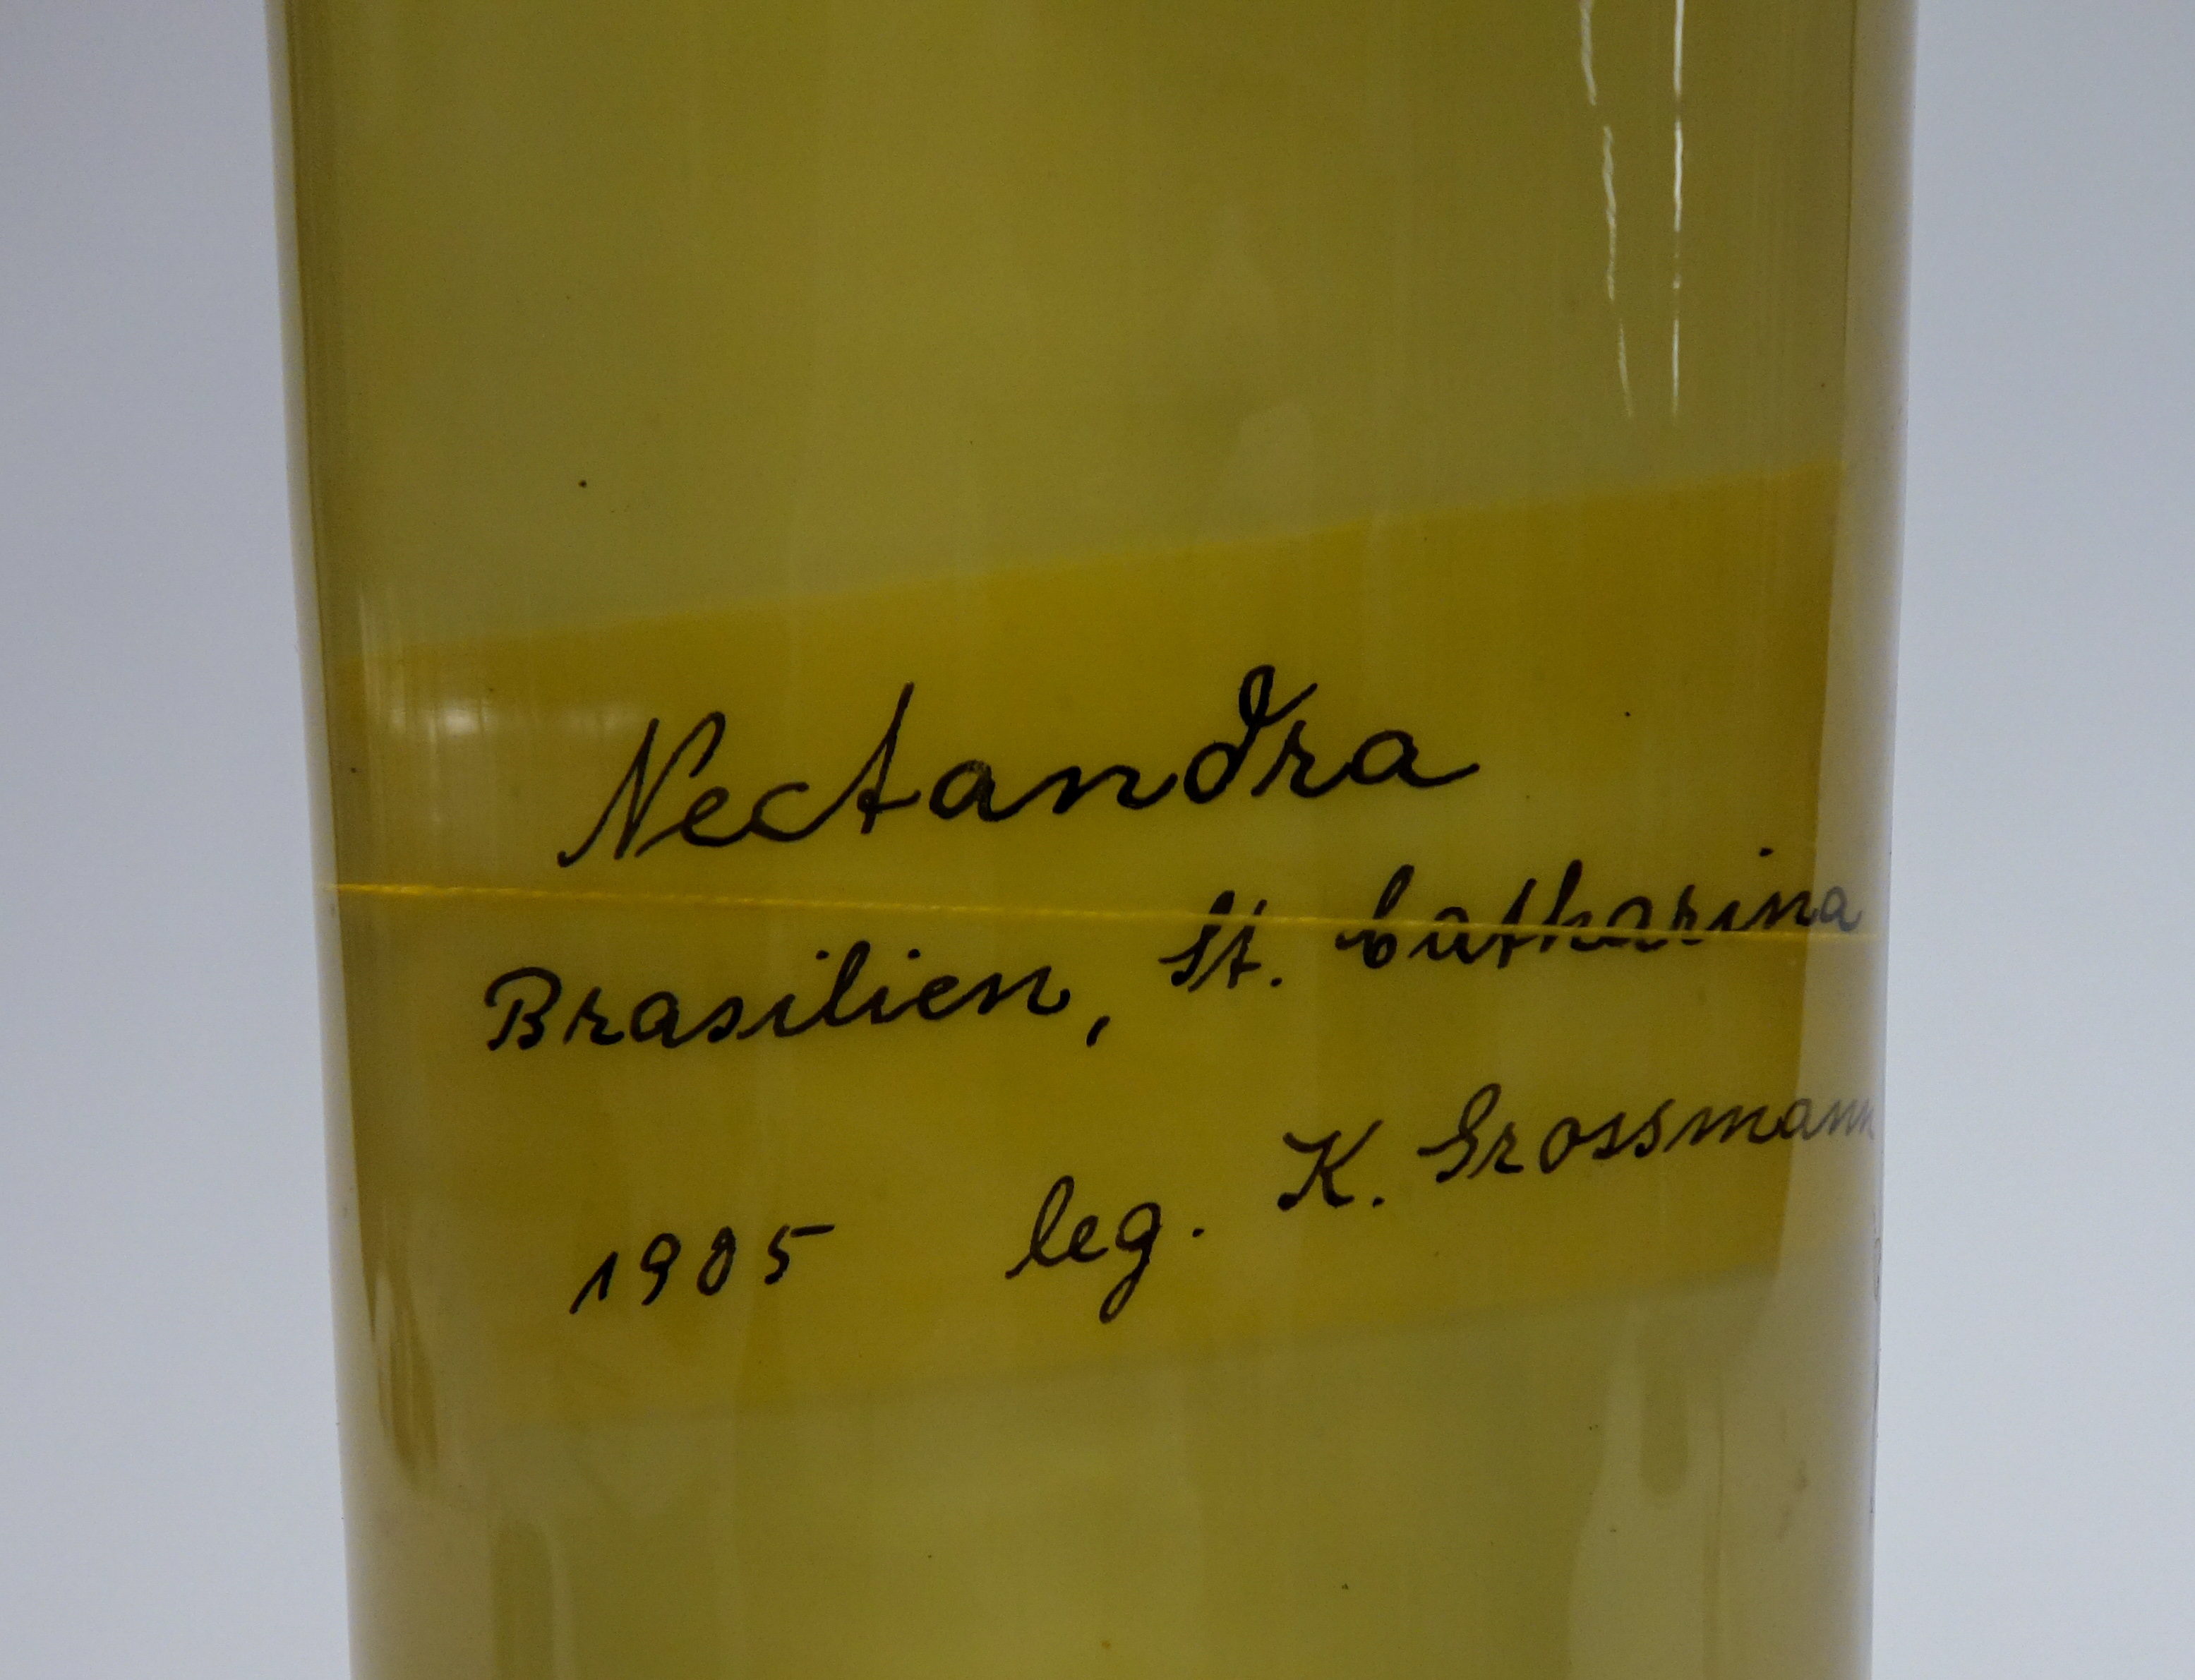 Nectandra
Brasilien, St. Catharina
1905 leg. K. Grossmann